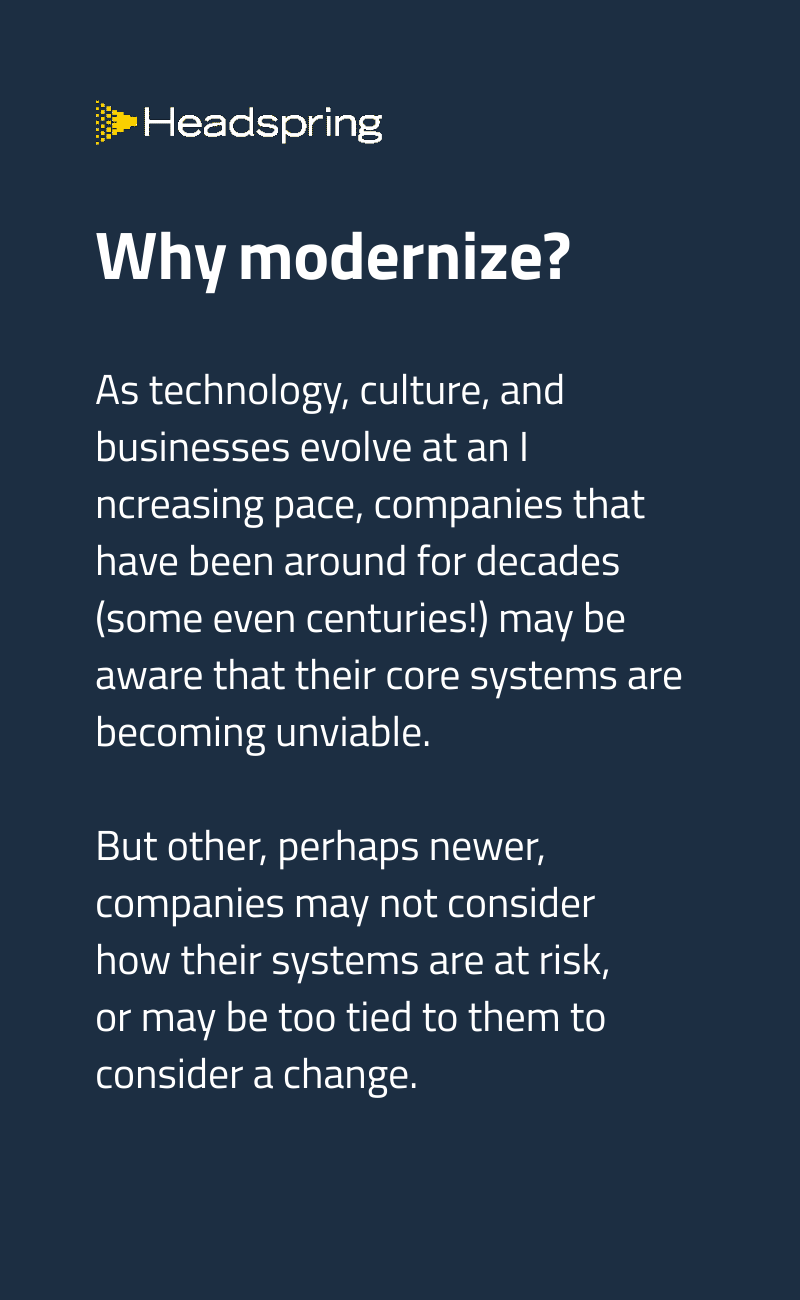 Headspring
Why modernize?
As technology, culture, and
businesses evolve at an I
ncreasing pace, companies that
have been around for decades
(some even centuries!) may be
aware that their core systems are
becoming unviable.
But other, perhaps newer,
companies may not consider
how their systems are at risk,
or may be too tied to them to
consider a change.